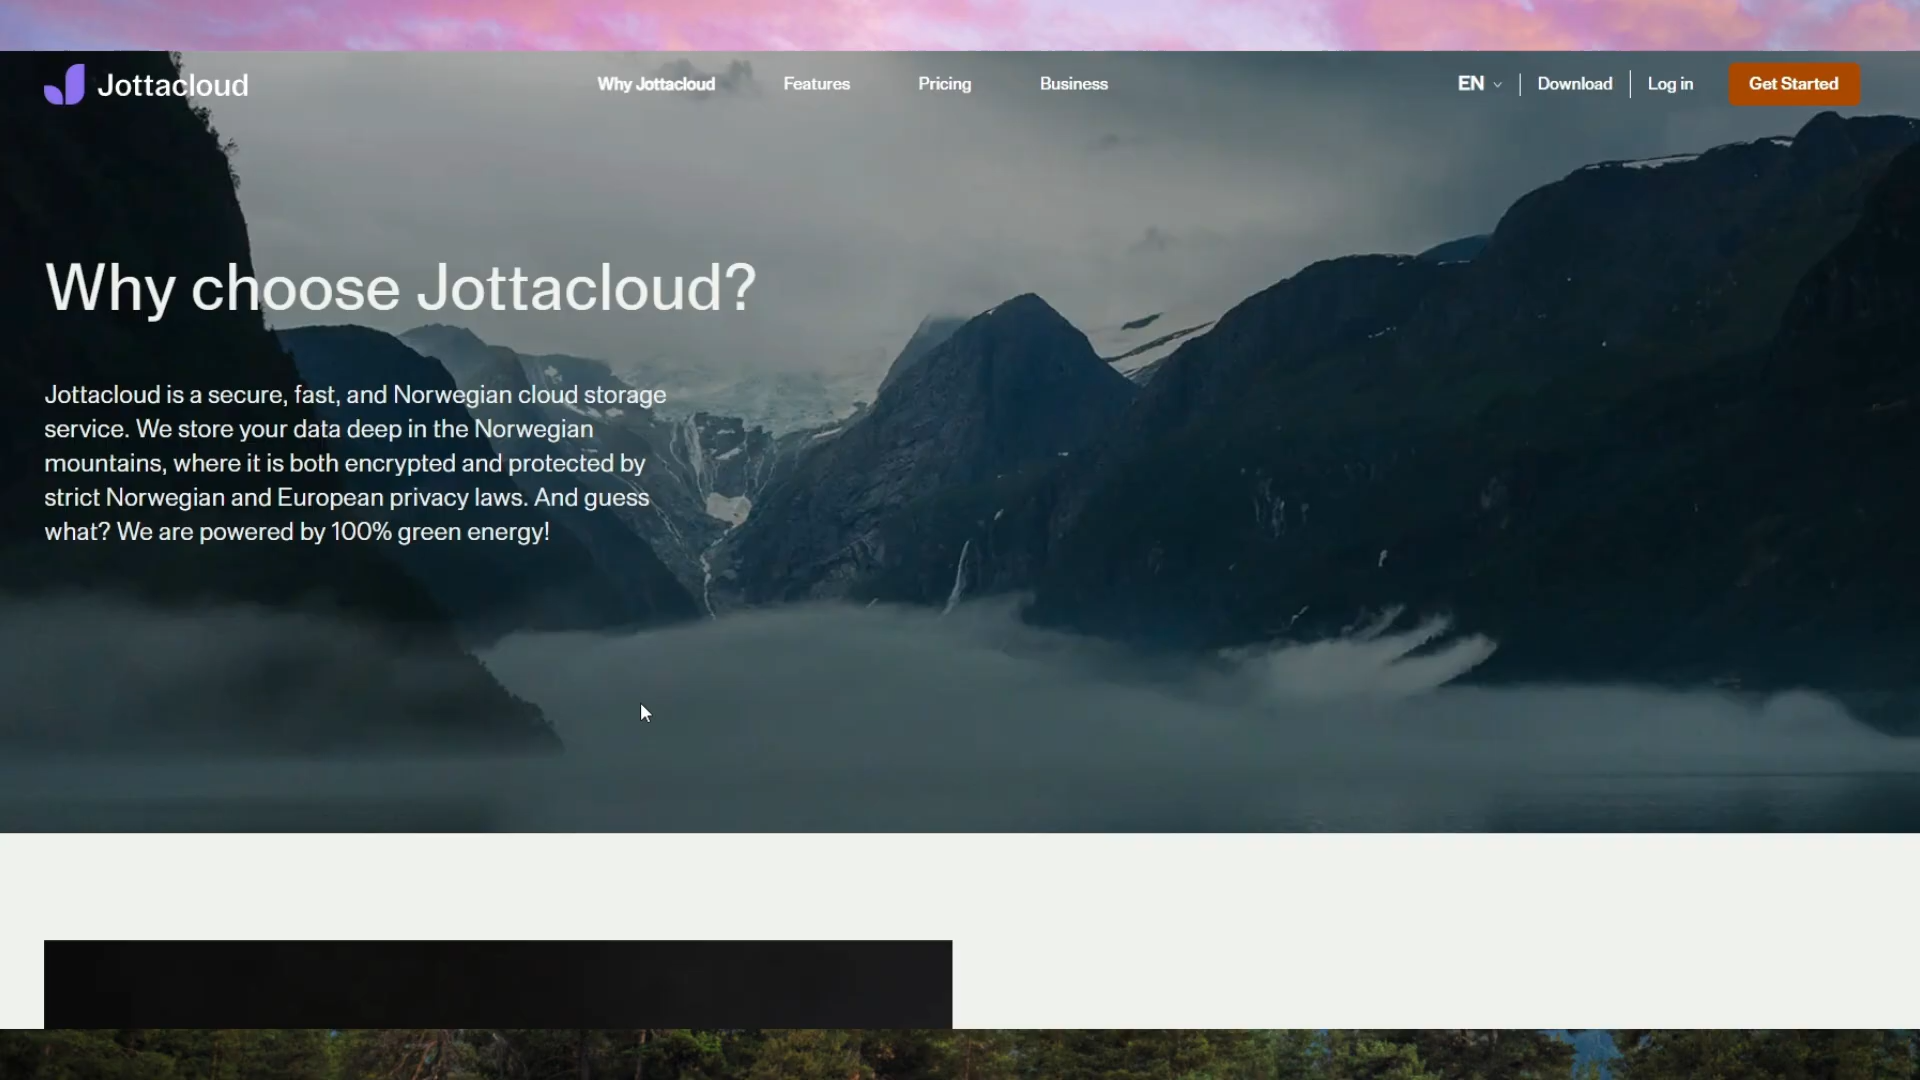 Jottacloud
Why Jottacloud
Features
Pricing
Business
EN
Download
Log in
Get Started
Why choose Jottacloud?
Jottacloud is a secure, fast, and Norwegian cloud storage
service. We store your data deep in the Norwegian
mountains, where it is both encrypted and protected by
strict Norwegian and European privacy laws. And guess
what? We are powered by 100% green energy!